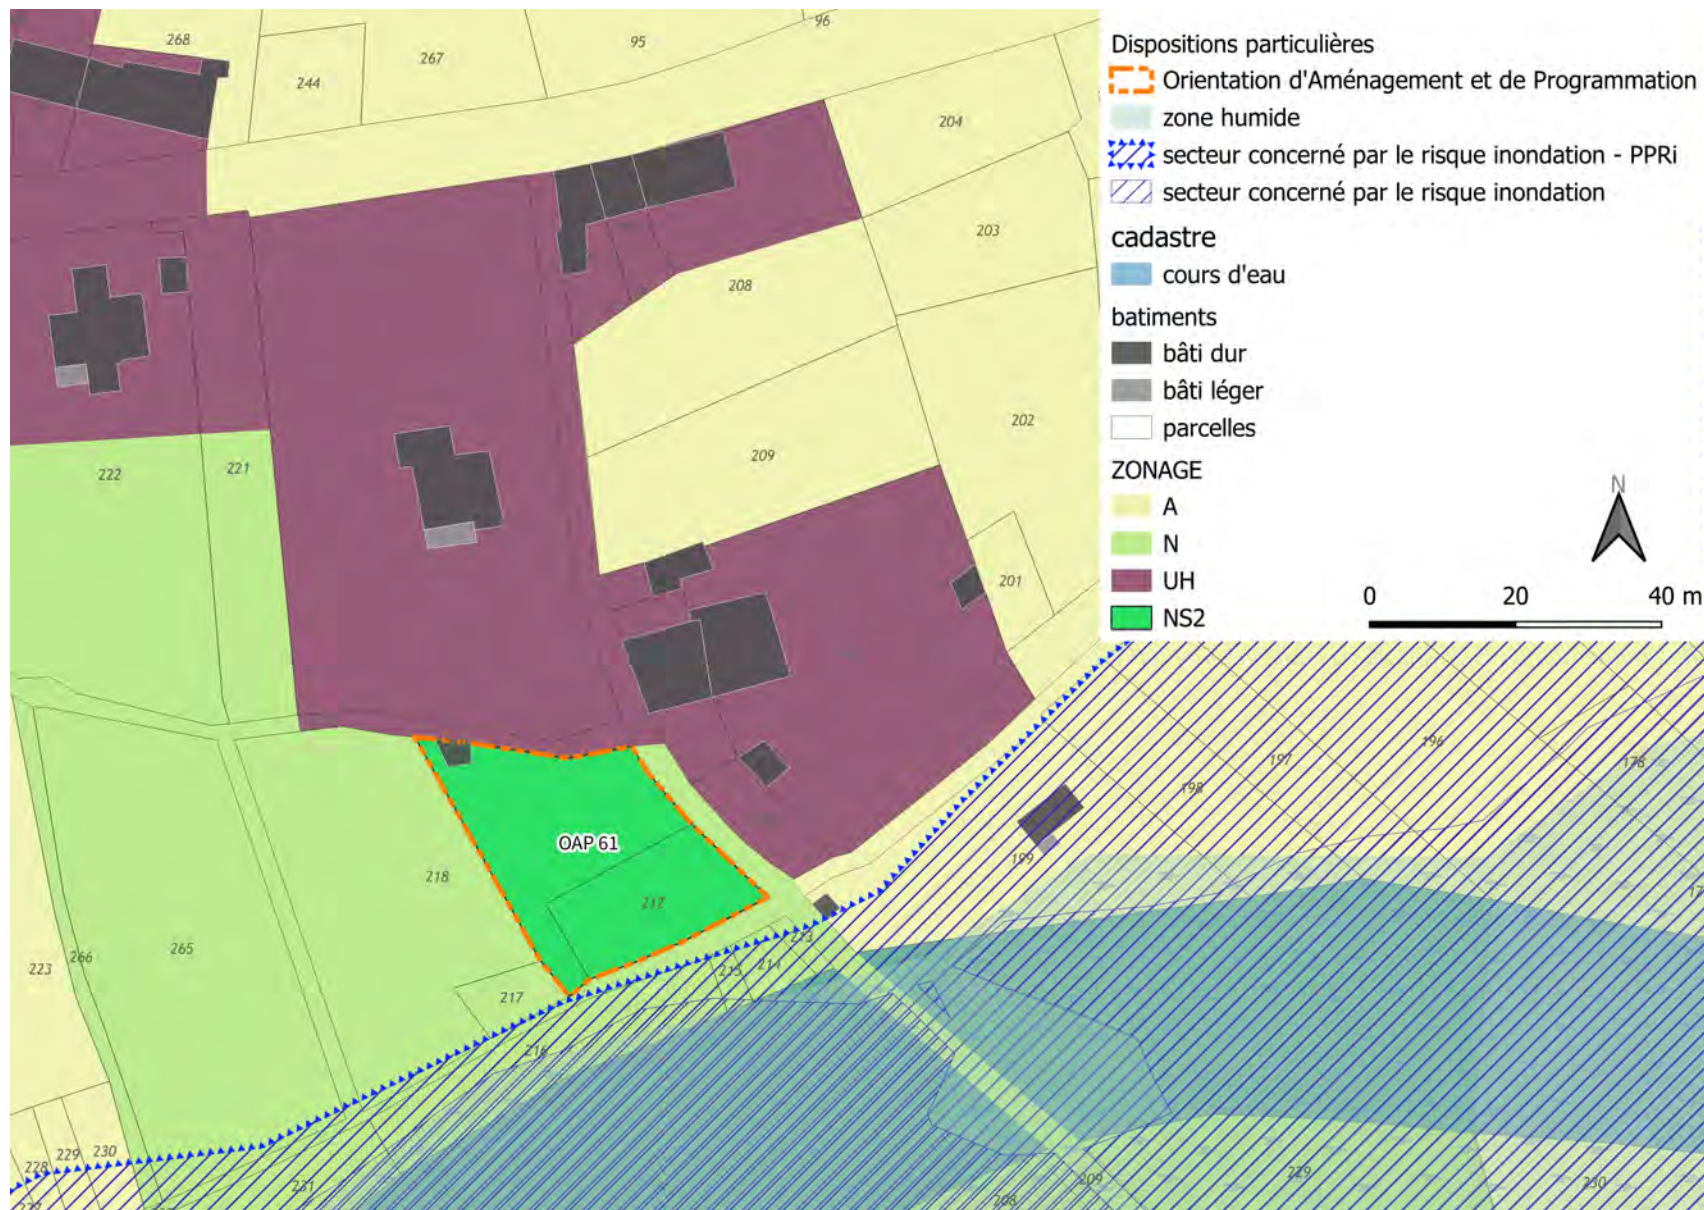 Dispositions particulières
Orientation d'Aménagement et de Programmation
zone humide
secteur concerné par le risque inondation - PPRi
secteur concerné par le risque inondation
cadastre
cours d'eau
batiments
bâti dur
bâti léger
parcelles
ZONAGE
A
N
UH
NS2
N
0 20 40 m
96
268
267
95
244
204
203
208
202
209
222
221
201
OAP 61
218
212
196
197
198
178
199
265
266
223
213
214
215
217
216
228
229
230
231
209
208
229
230